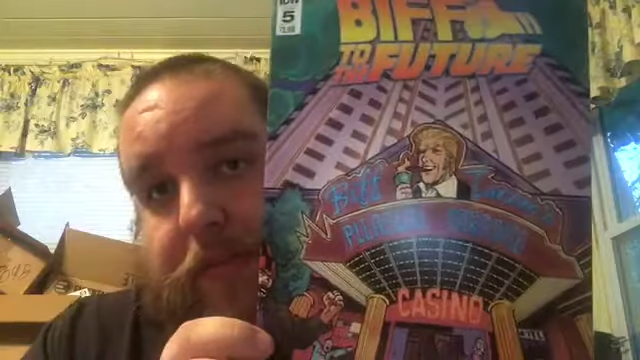 IDW
5
BIFF
TO THE FUTURE
Biff Tannen's
PLEASURE PARADISE
CASINO